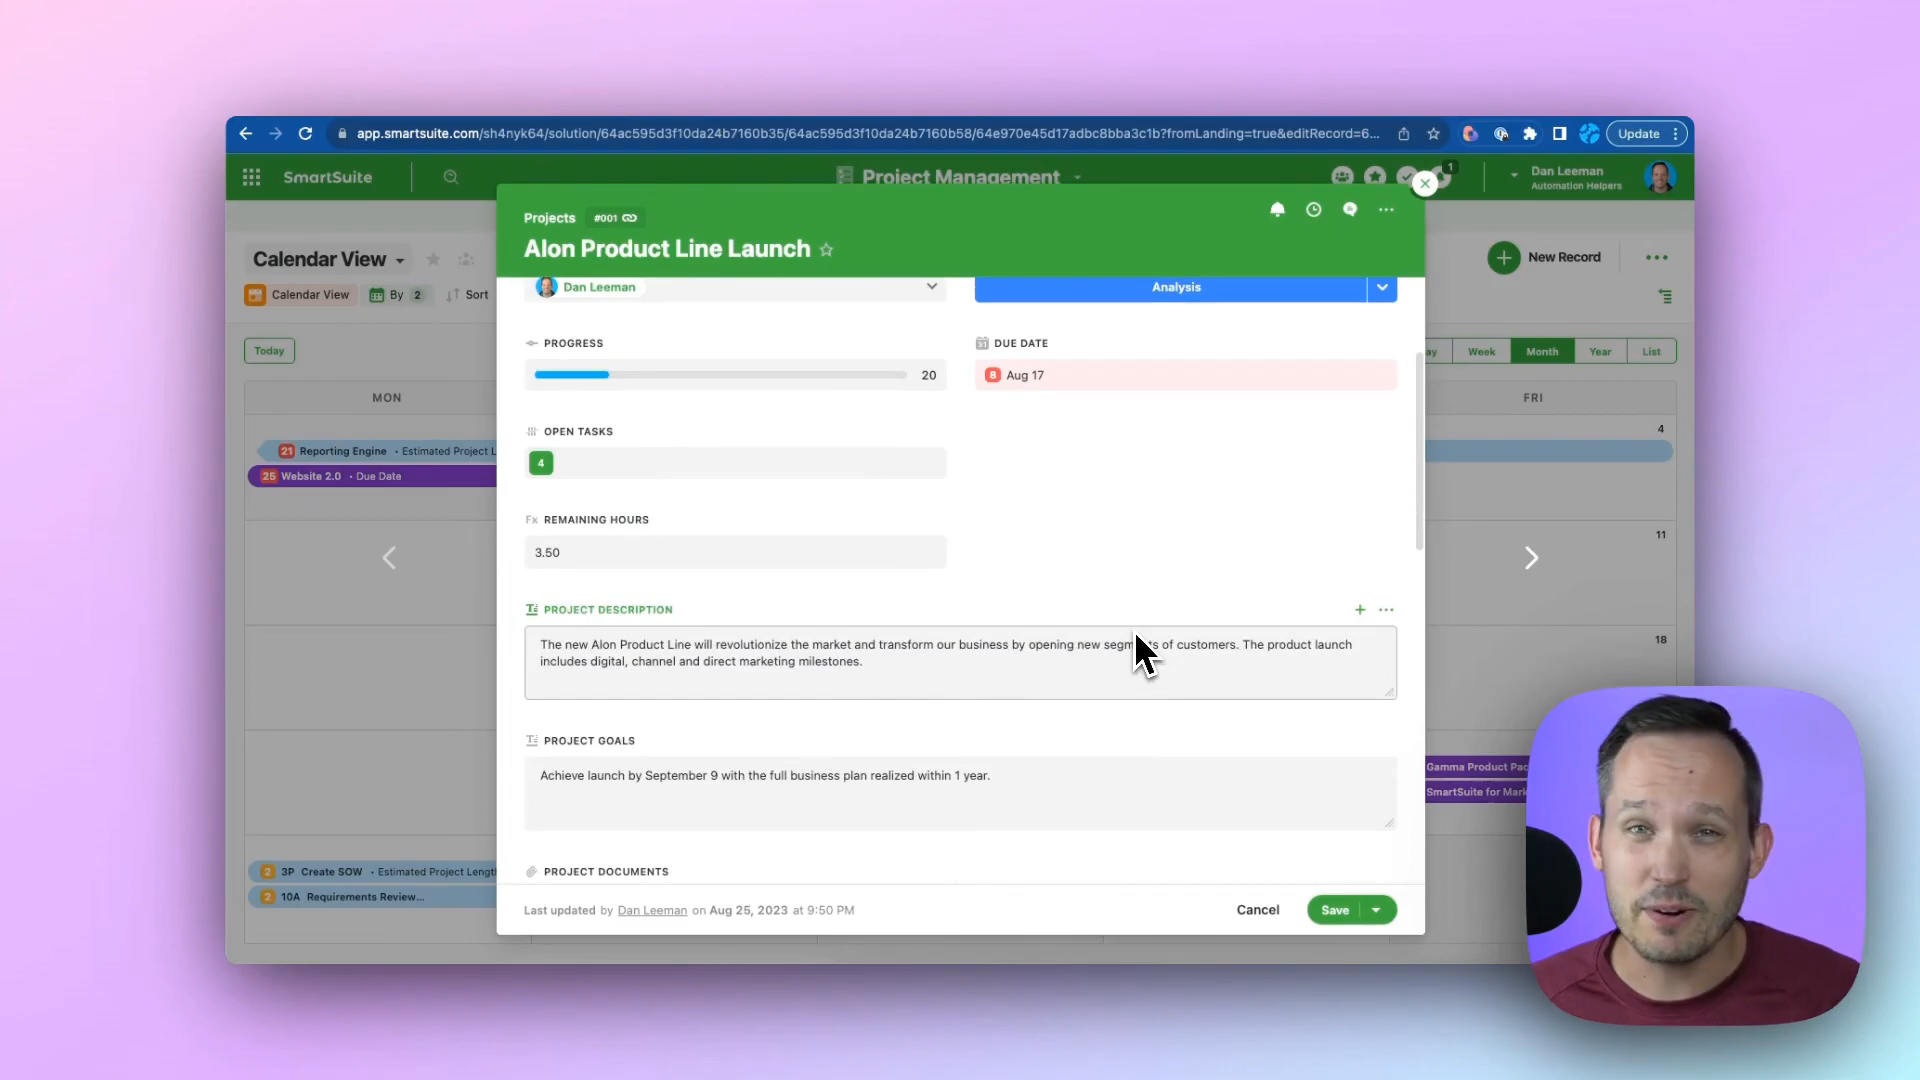 app.smartsuite.com/sh4nyk64/solution/64ac595d3f10da24b7160b35/64ac595d3f10da24b7160b58/64e970e45d17adbc8bba3c1b?fromLanding=true&editRecord=6...
Update
SmartSuite
Project Management
1
Dan Leeman
Automation Helpers
Projects
#001
Alon Product Line Launch
Calendar View
New Record
Calendar View
By 2
Sort
Dan Leeman
Analysis
Today
Week
Month
Year
List
PROGRESS
20
DUE DATE
8 Aug 17
MON
FRI
OPEN TASKS
4
4
21 Reporting Engine • Estimated Project L
25 Website 2.0 • Due Date
REMAINING HOURS
3.50
11
PROJECT DESCRIPTION
The new Alon Product Line will revolutionize the market and transform our business by opening new segments of customers. The product launch
includes digital, channel and direct marketing milestones.
18
PROJECT GOALS
Achieve launch by September 9 with the full business plan realized within 1 year.
Gamma Product Pac
SmartSuite for Mark
PROJECT DOCUMENTS
2 3P Create SOW • Estimated Project Lengt
2 10A Requirements Review...
Last updated by Dan Leeman on Aug 25, 2023 at 9:50 PM
Cancel
Save